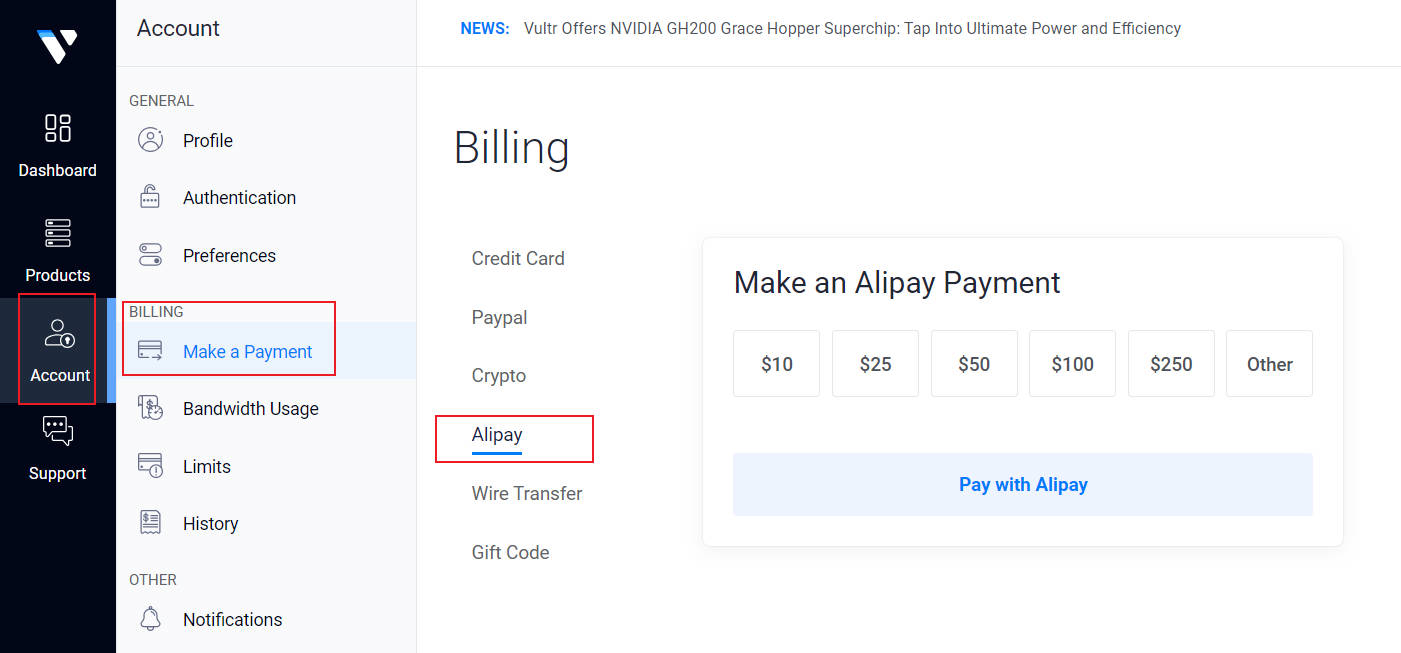 Dashboard
Products
Account
Support
Account
GENERAL
Profile
Authentication
Preferences
BILLING
Make a Payment
Bandwidth Usage
Limits
History
OTHER
Notifications
NEWS: Vultr Offers NVIDIA GH200 Grace Hopper Superchip: Tap Into Ultimate Power and Efficiency
Billing
Credit Card
Paypal
Crypto
Alipay
Wire Transfer
Gift Code
Make an Alipay Payment
$10 $25 $50 $100 $250 Other
Pay with Alipay